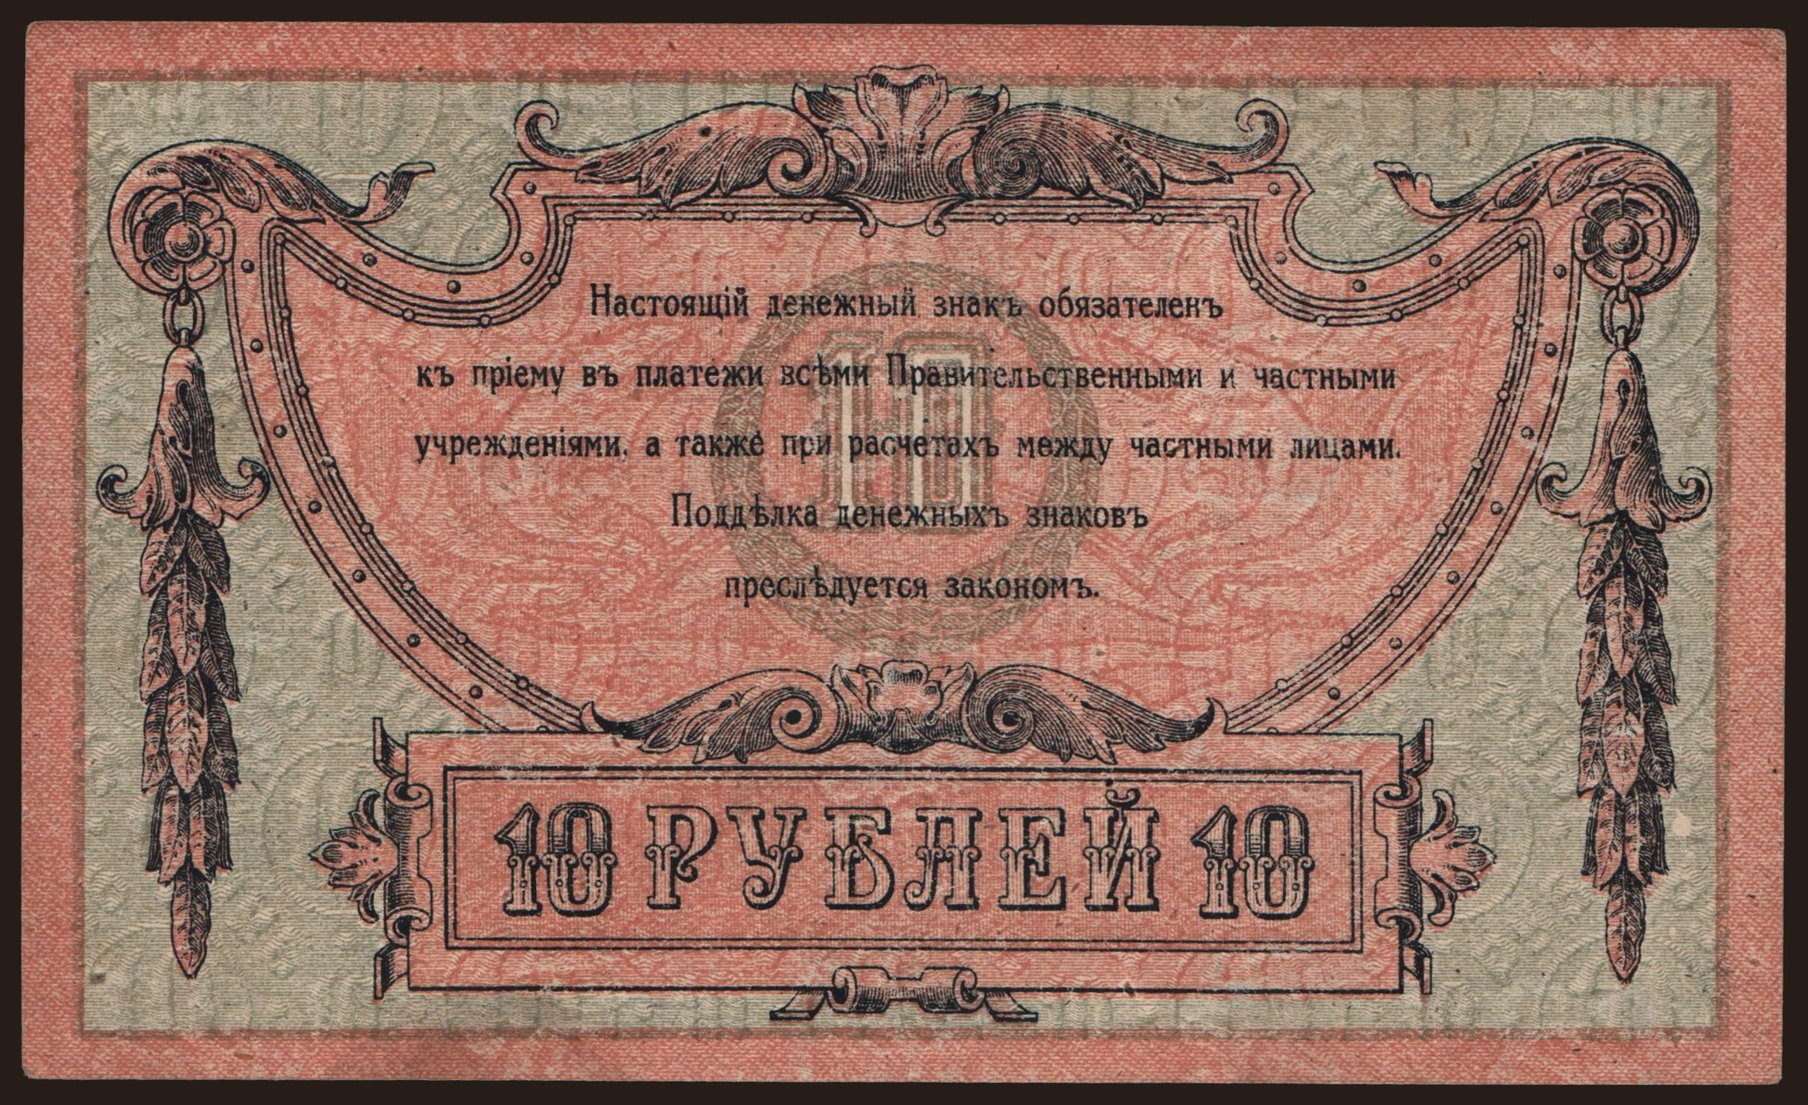 Настоящій денежный знакъ обязателенъ
къ пріему въ платежи всѣми Правительственными и частными
учрежденіями, а также при расчетахъ между частными лицами.
10
Поддѣлка денежныхъ знаковъ
преслѣдуется закономъ.
10 РУБЛЕЙ 10